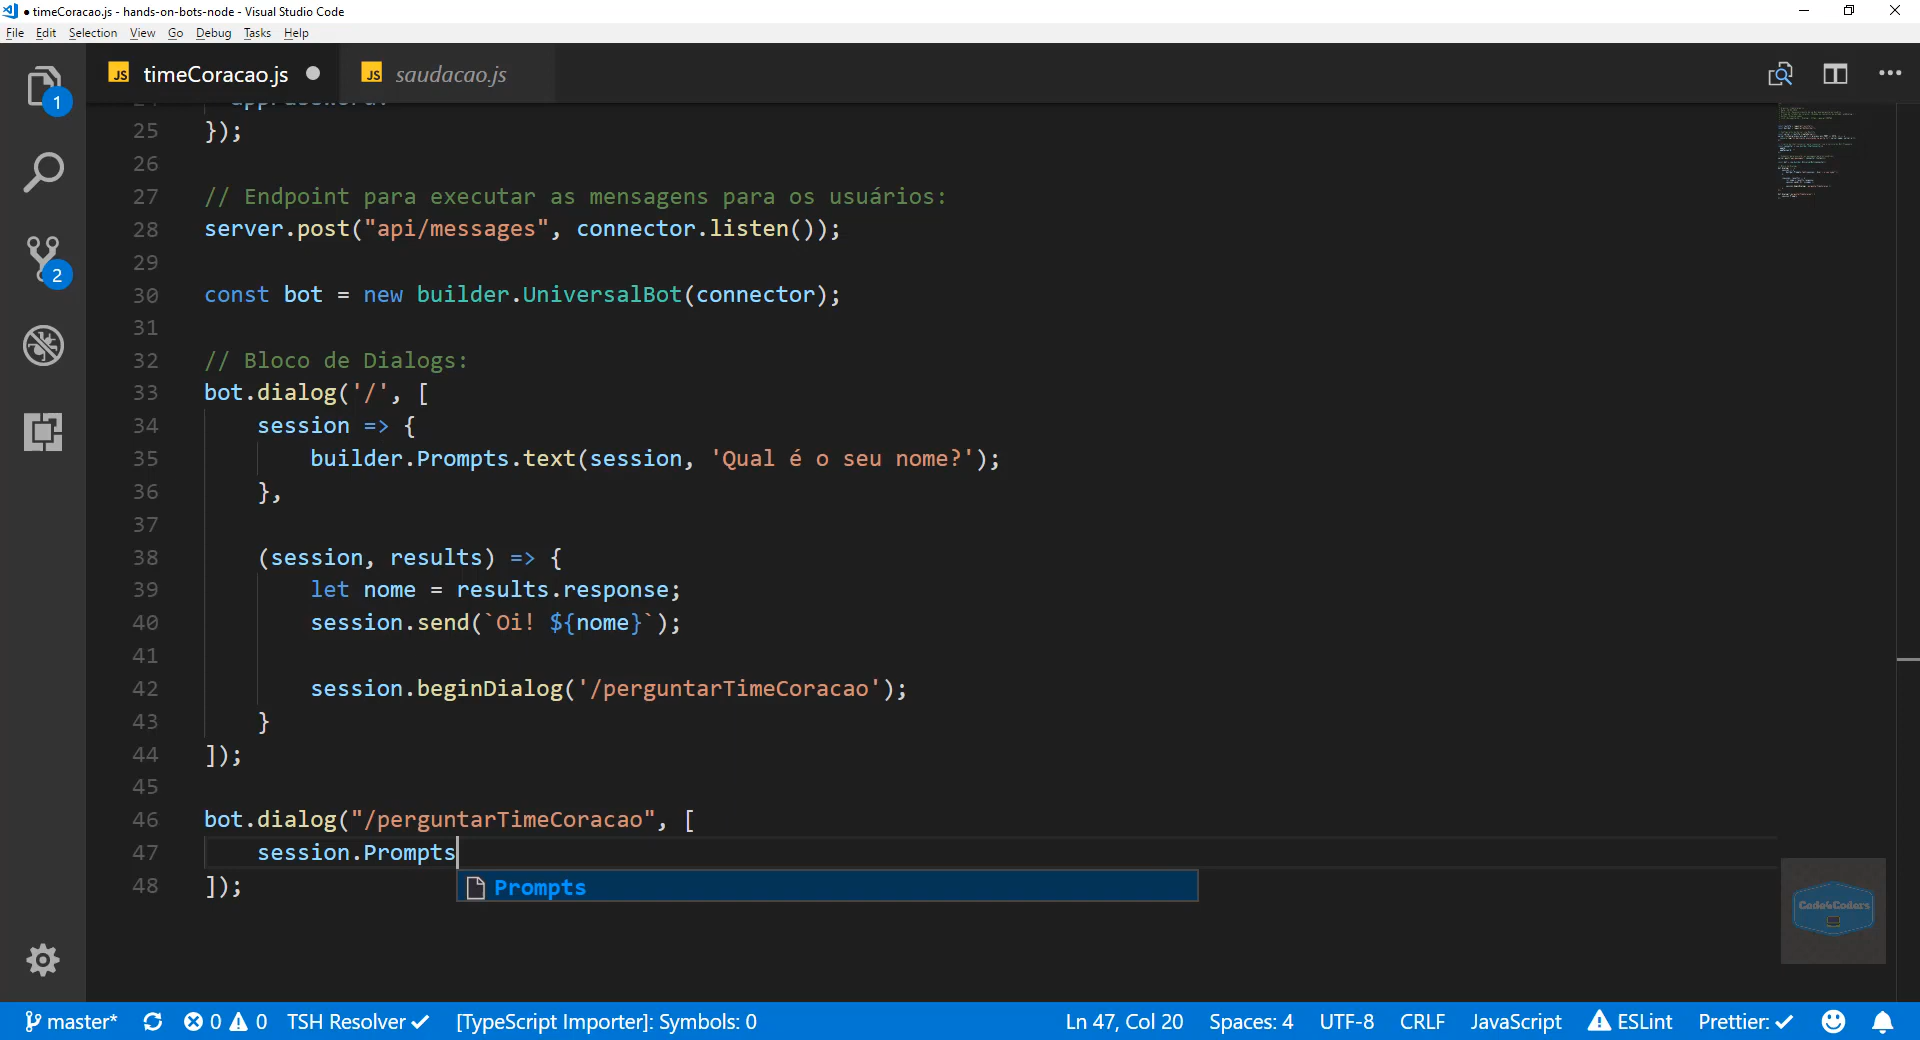 timeCoracao.js - hands-on-bots-node - Visual Studio Code
File Edit Selection View Go Debug Tasks Help
JS timeCoracao.js JS saudacao.js
1
2
25 });
26
27 // Endpoint para executar as mensagens para os usuários:
28 server.post("api/messages", connector.listen());
29
30 const bot = new builder.UniversalBot(connector);
31
32 // Bloco de Dialogs:
33 bot.dialog('/', [
34 session => {
35 builder.Prompts.text(session, 'Qual é o seu nome?');
36 },
37
38 (session, results) => {
39 let nome = results.response;
40 session.send(`Oi! ${nome}`);
41
42 session.beginDialog('/perguntarTimeCoracao');
43 }
44 ]);
45
46 bot.dialog("/perguntarTimeCoracao", [
47 session.Prompts
48 ]);
Prompts
Code4Coders
master* 0 0 TSH Resolver [TypeScript Importer]: Symbols: 0 Ln 47, Col 20 Spaces: 4 UTF-8 CRLF JavaScript ESLint Prettier: